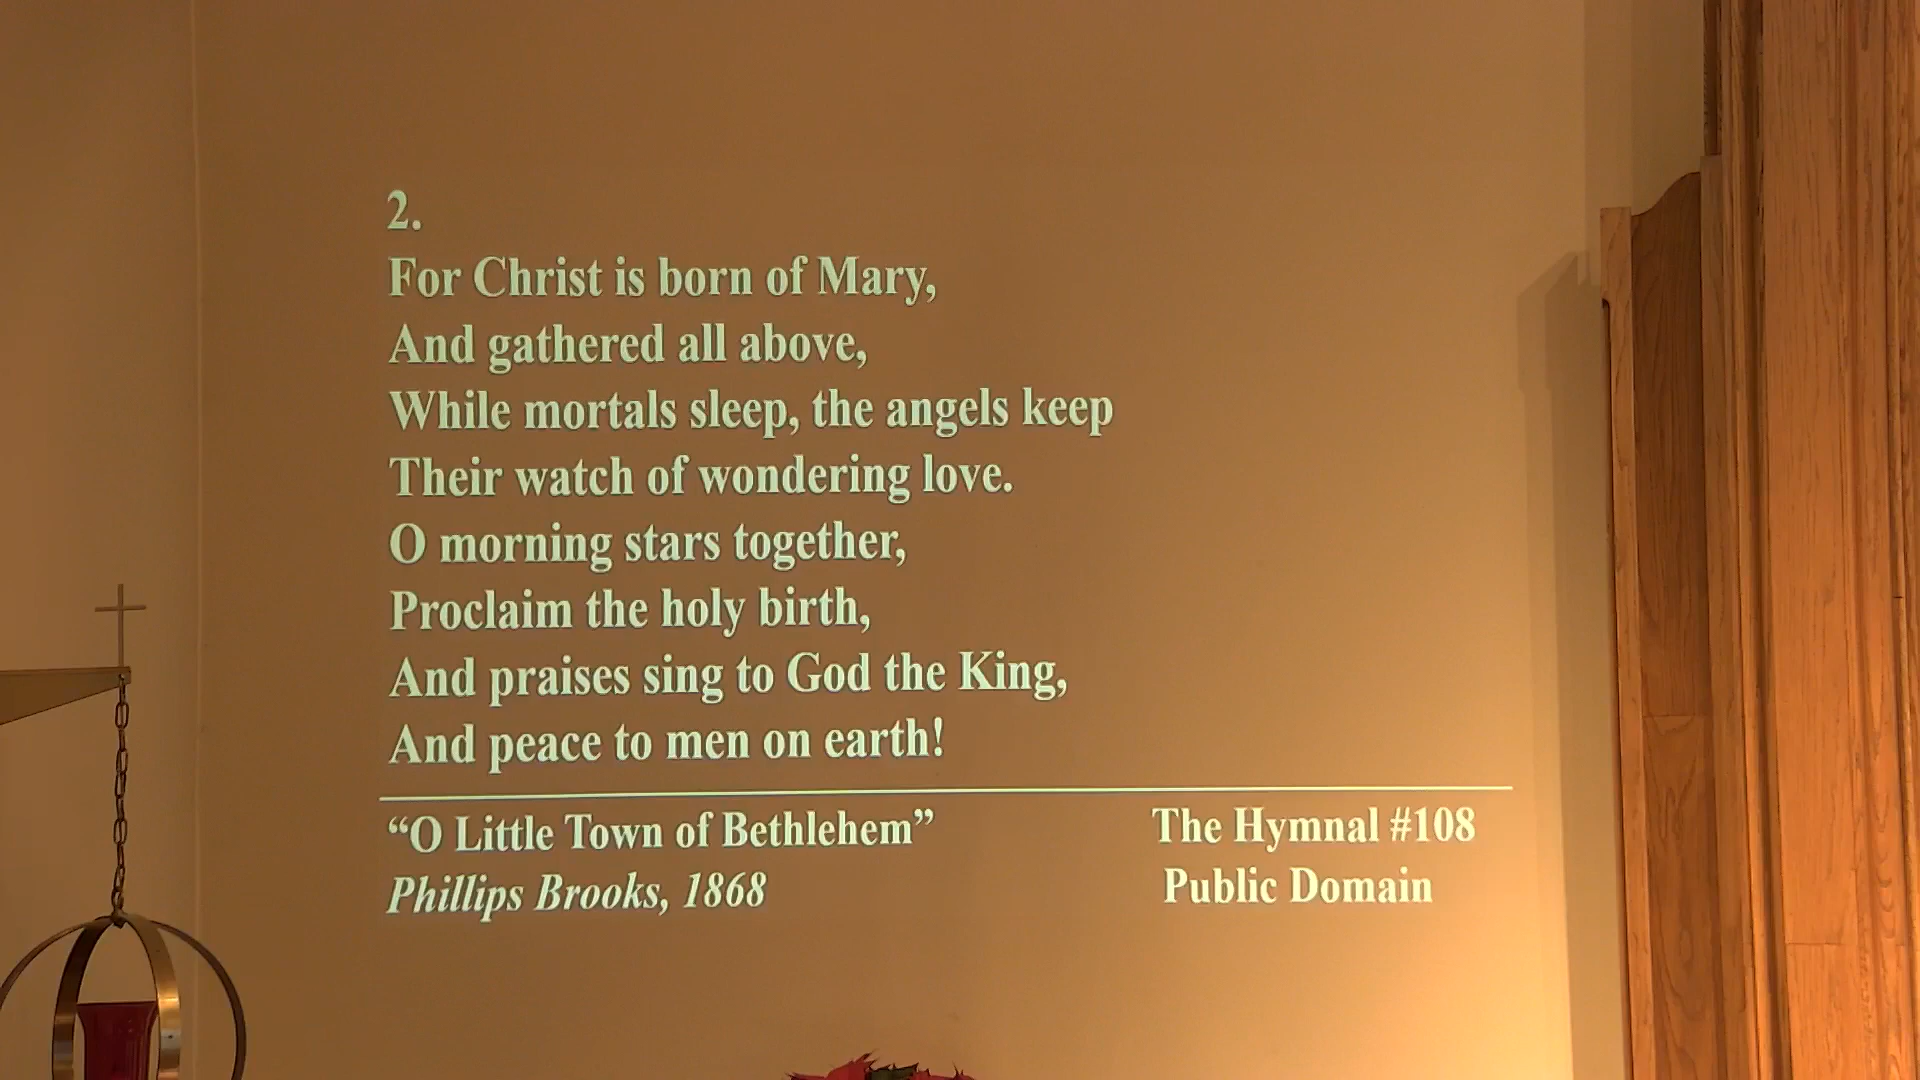 2.
For Christ is born of Mary,
And gathered all above,
While mortals sleep, the angels keep
Their watch of wondering love.
O morning stars together,
Proclaim the holy birth,
And praises sing to God the King,
And peace to men on earth!
“O Little Town of Bethlehem”
The Hymnal #108
Phillips Brooks, 1868
Public Domain